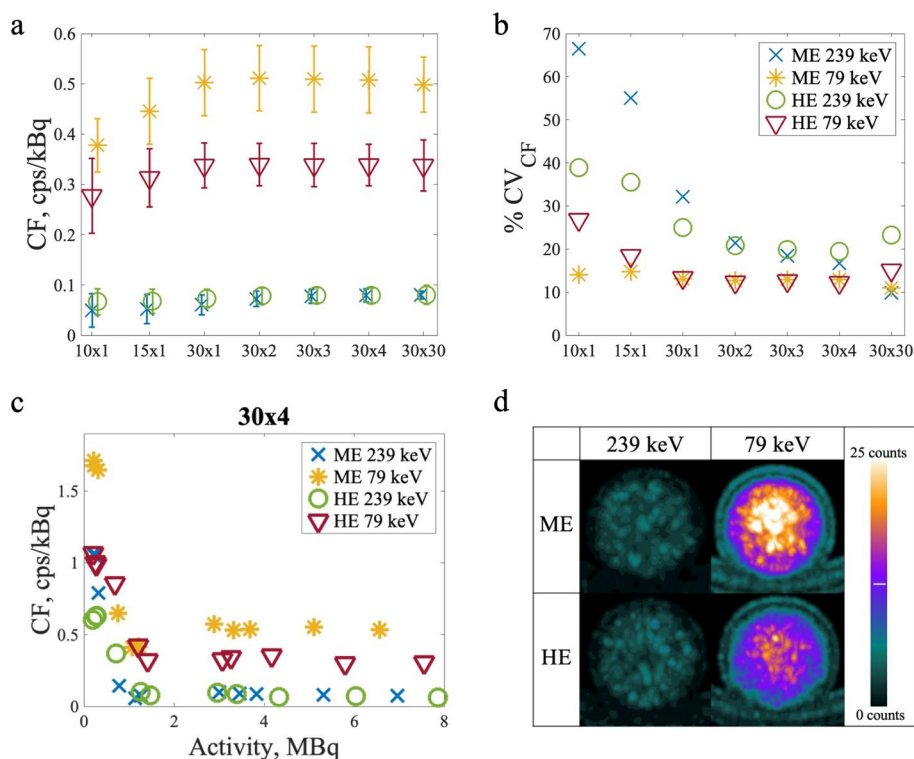 a
0.6
0.5
0.4
0.3
0.2
0.1
0
CF, cps/kBq
10x1 15x1 30x1 30x2 30x3 30x4 30x30
b
70
60
50
40
30
20
10
0
% CV_CF
ME 239 keV
ME 79 keV
HE 239 keV
HE 79 keV
10x1 15x1 30x1 30x2 30x3 30x4 30x30
c
30x4
1.5
1
0.5
0
CF, cps/kBq
ME 239 keV
ME 79 keV
HE 239 keV
HE 79 keV
0 2 4 6 8
Activity, MBq
d
239 keV 79 keV
ME
HE
25 counts
0 counts